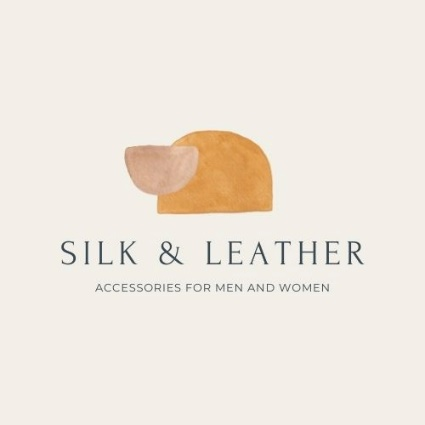 SILK & LEATHER
ACCESSORIES FOR MEN AND WOMEN